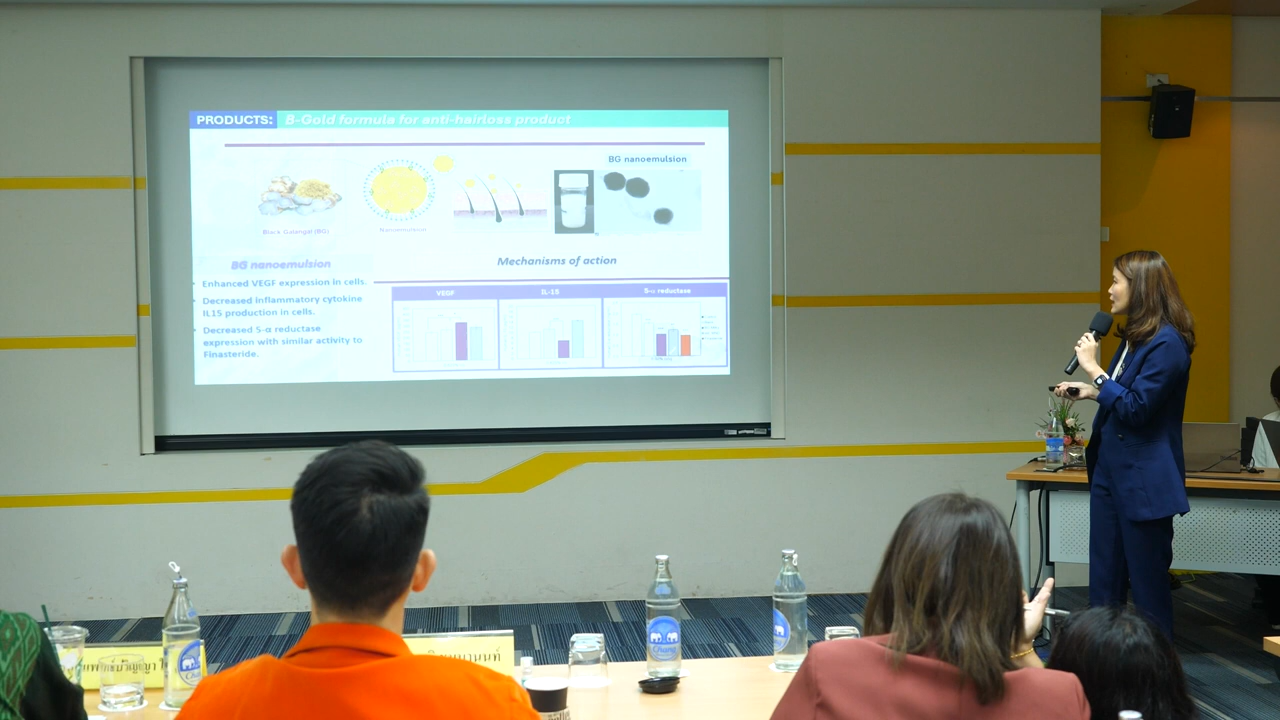 PRODUCTS: B-Gold formula for anti-hairloss product
BG nanoemulsion
Black Galangal (BG)
Nanoemulsion
BG nanoemulsion
Mechanisms of action
Enhanced VEGF expression in cells.
Decreased inflammatory cytokine
IL15 production in cells.
Decreased 5-α reductase
expression with similar activity to
Finasteride.
VEGF
IL-15
5-α reductase
Chang
Chang